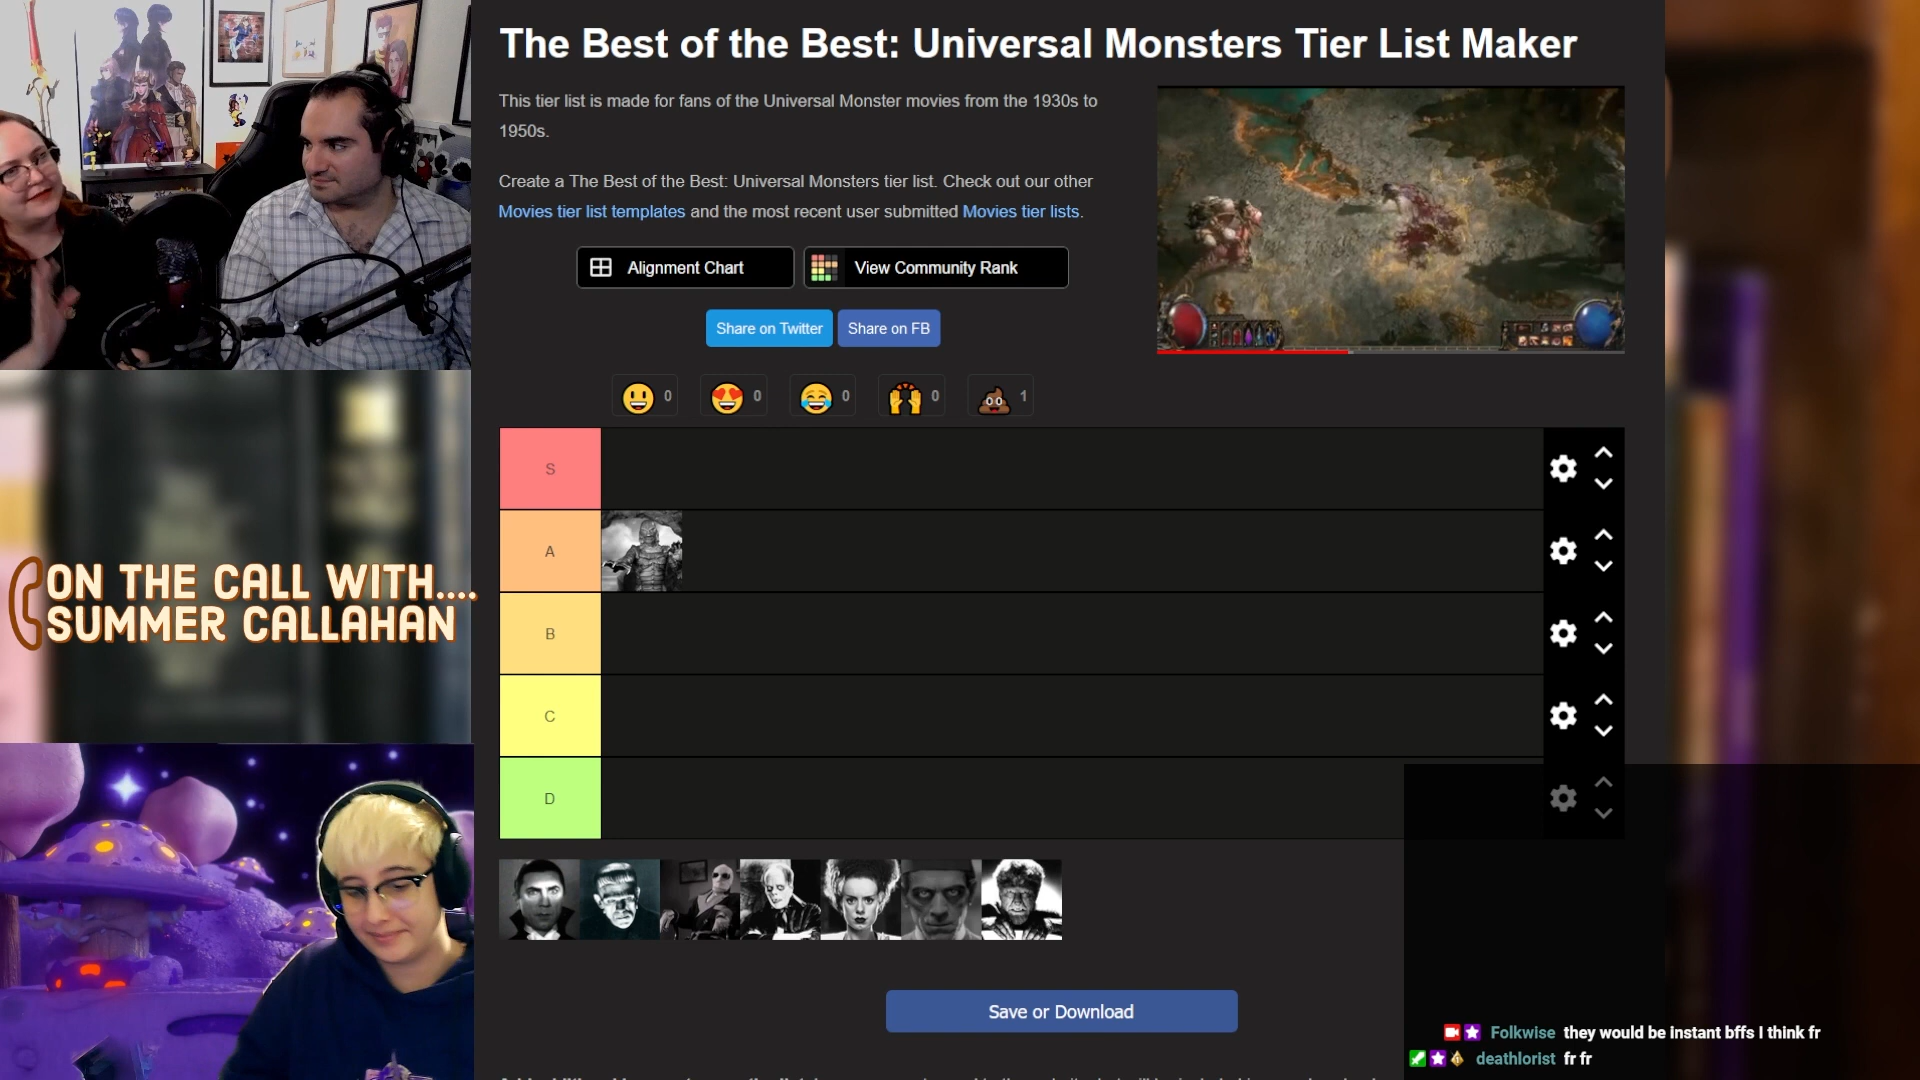 The Best of the Best: Universal Monsters Tier List Maker
This tier list is made for fans of the Universal Monster movies from the 1930s to
1950s.
Create a The Best of the Best: Universal Monsters tier list. Check out our other
Movies tier list templates and the most recent user submitted Movies tier lists.
Alignment Chart
View Community Rank
Share on Twitter
Share on FB
0
0
0
0
1
S
A
B
C
D
ON THE CALL WITH....
SUMMER CALLAHAN
Save or Download
Folkwise they would be instant bffs I think fr
deathlorist fr fr